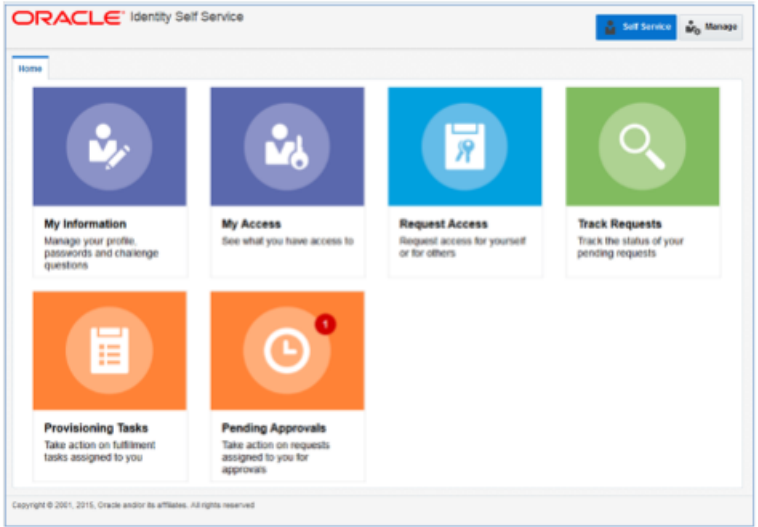 ORACLE® Identity Self Service
Self Service
Manage
Home
My Information
Manage your profile,
passwords and challenge
questions
My Access
See what you have access to
Request Access
Request access for yourself
or for others
Track Requests
Track the status of your
pending requests
1
Provisioning Tasks
Take action on fulfillment
tasks assigned to you
Pending Approvals
Take action on requests
assigned to you for
approvals
Copyright © 2001, 2015, Oracle and/or its affiliates. All rights reserved